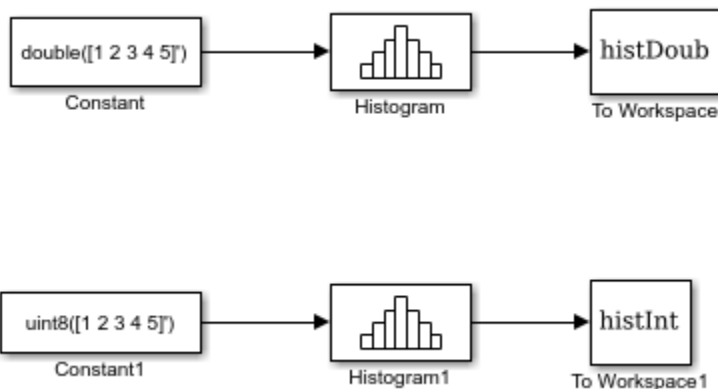 double([1 2 3 4 5]')
histDoub
Constant
Histogram
To Workspace
uint8([1 2 3 4 5]')
histInt
Constant1
Histogram1
To Workspace1